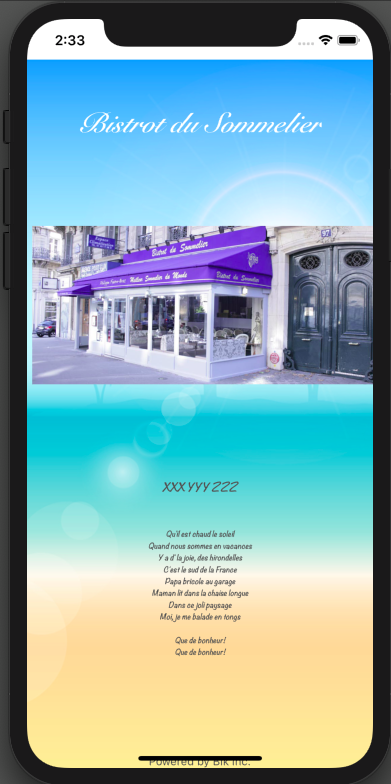 2:33
Bistrot du Sommelier
Bistrot du Sommelier
Meilleur Sommelier du Monde
Bistrot du Sommelier
97
XXX YYY ZZZ
Qu'il est chaud le soleil
Quand nous sommes en vacances
Y a d' la joie, des hirondelles
C'est le sud de la France
Papa bricole au garage
Maman lit dans la chaise longue
Dans ce joli paysage
Moi, je me balade en tongs
Que de bonheur!
Que de bonheur!
Powered by Bik Inc.